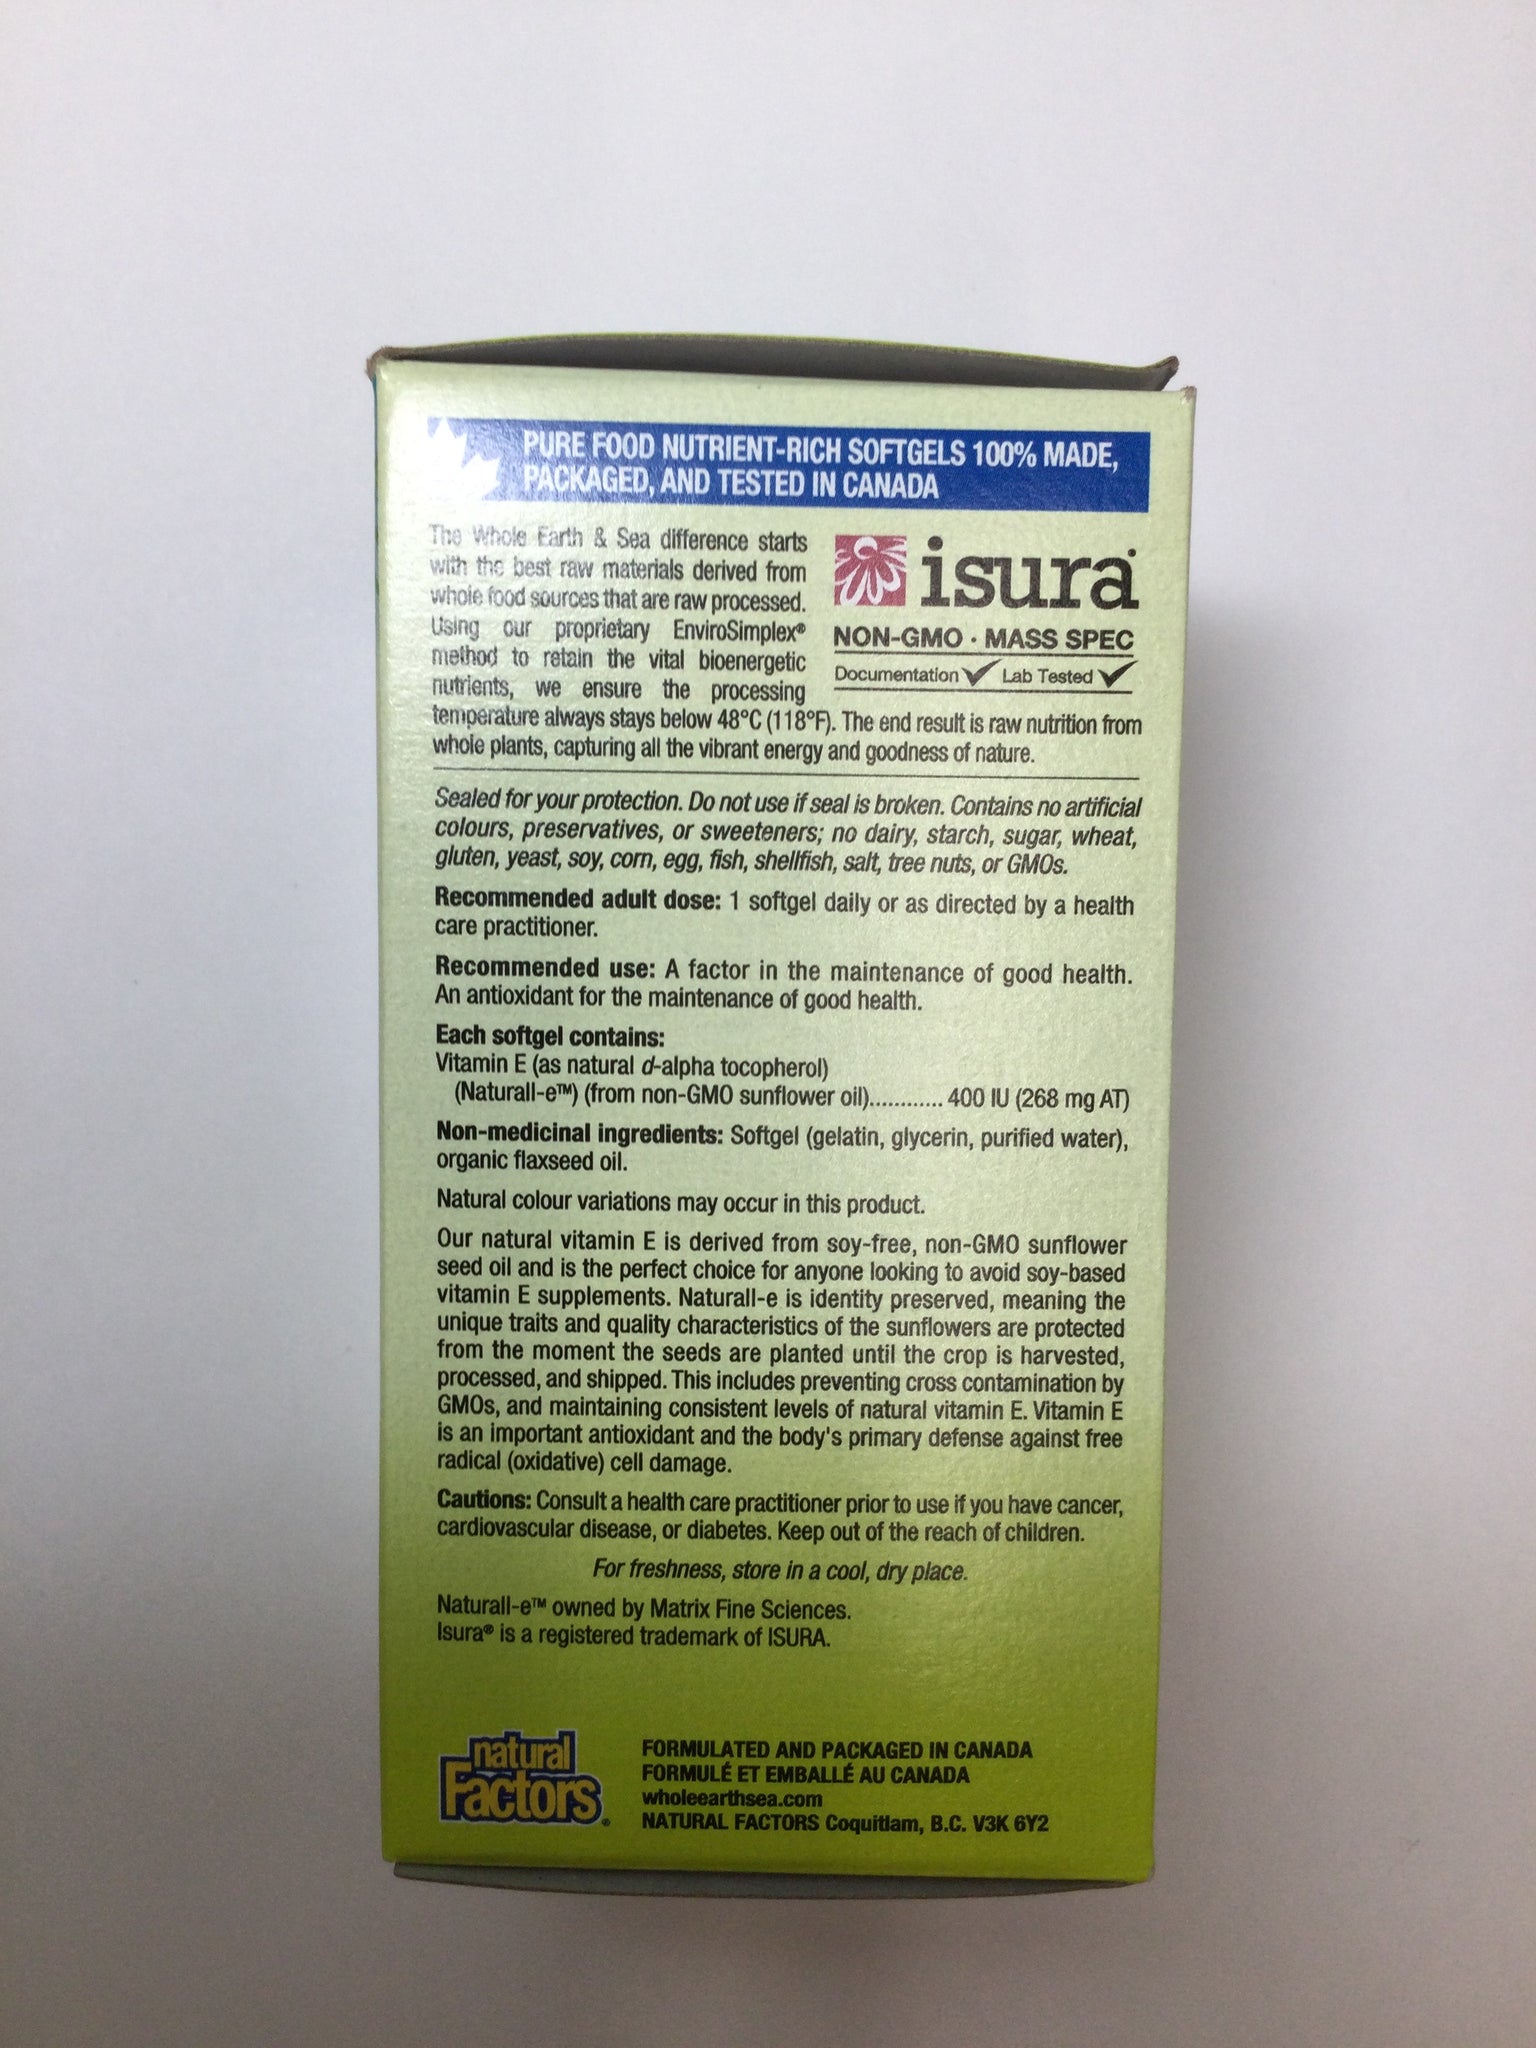 PURE FOOD NUTRIENT-RICH SOFTGELS 100% MADE,
PACKAGED, AND TESTED IN CANADA
The Whole Earth & Sea difference starts
with the best raw materials derived from
whole food sources that are raw processed.
Using our proprietary EnviroSimplex®
method to retain the vital bioenergetic
nutrients, we ensure the processing
temperature always stays below 48°C (118°F). The end result is raw nutrition from
whole plants, capturing all the vibrant energy and goodness of nature.
isura®
NON-GMO · MASS SPEC
Documentation ✓ Lab Tested ✓
Sealed for your protection. Do not use if seal is broken. Contains no artificial
colours, preservatives, or sweeteners; no dairy, starch, sugar, wheat,
gluten, yeast, soy, corn, egg, fish, shellfish, salt, tree nuts, or GMOs.
Recommended adult dose: 1 softgel daily or as directed by a health
care practitioner.
Recommended use: A factor in the maintenance of good health.
An antioxidant for the maintenance of good health.
Each softgel contains:
Vitamin E (as natural d-alpha tocopherol)
(Naturall-e™) (from non-GMO sunflower oil)............ 400 IU (268 mg AT)
Non-medicinal ingredients: Softgel (gelatin, glycerin, purified water),
organic flaxseed oil.
Natural colour variations may occur in this product.
Our natural vitamin E is derived from soy-free, non-GMO sunflower
seed oil and is the perfect choice for anyone looking to avoid soy-based
vitamin E supplements. Naturall-e is identity preserved, meaning the
unique traits and quality characteristics of the sunflowers are protected
from the moment the seeds are planted until the crop is harvested,
processed, and shipped. This includes preventing cross contamination by
GMOs, and maintaining consistent levels of natural vitamin E. Vitamin E
is an important antioxidant and the body's primary defense against free
radical (oxidative) cell damage.
Cautions: Consult a health care practitioner prior to use if you have cancer,
cardiovascular disease, or diabetes. Keep out of the reach of children.
For freshness, store in a cool, dry place.
Naturall-e™ owned by Matrix Fine Sciences.
Isura® is a registered trademark of ISURA.
natural
Factors®
FORMULATED AND PACKAGED IN CANADA
FORMULÉ ET EMBALLÉ AU CANADA
wholeearthsea.com
NATURAL FACTORS Coquitlam, B.C. V3K 6Y2